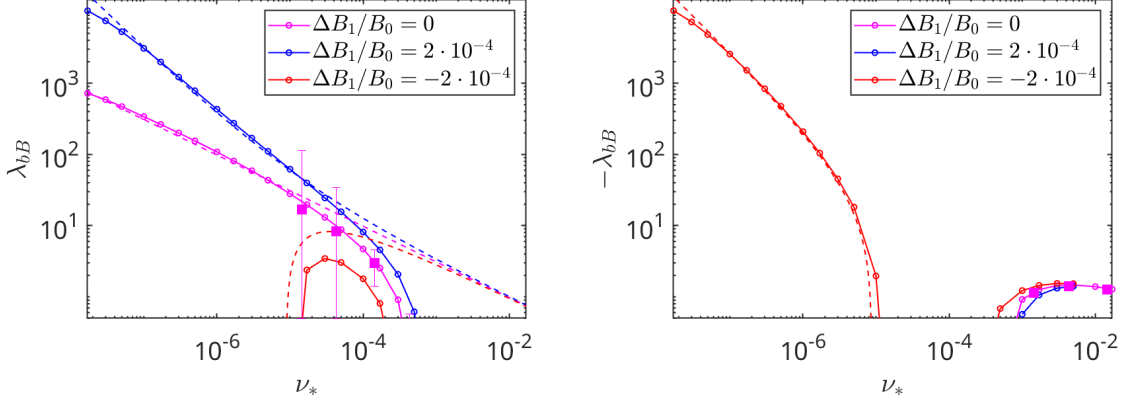 ΔB₁/B₀ = 0
ΔB₁/B₀ = 2 · 10⁻⁴
ΔB₁/B₀ = −2 · 10⁻⁴
10³
10²
10¹
λ_bB
10⁻⁶
10⁻⁴
10⁻²
ν_*
ΔB₁/B₀ = 0
ΔB₁/B₀ = 2 · 10⁻⁴
ΔB₁/B₀ = −2 · 10⁻⁴
10³
10²
10¹
−λ_bB
10⁻⁶
10⁻⁴
10⁻²
ν_*